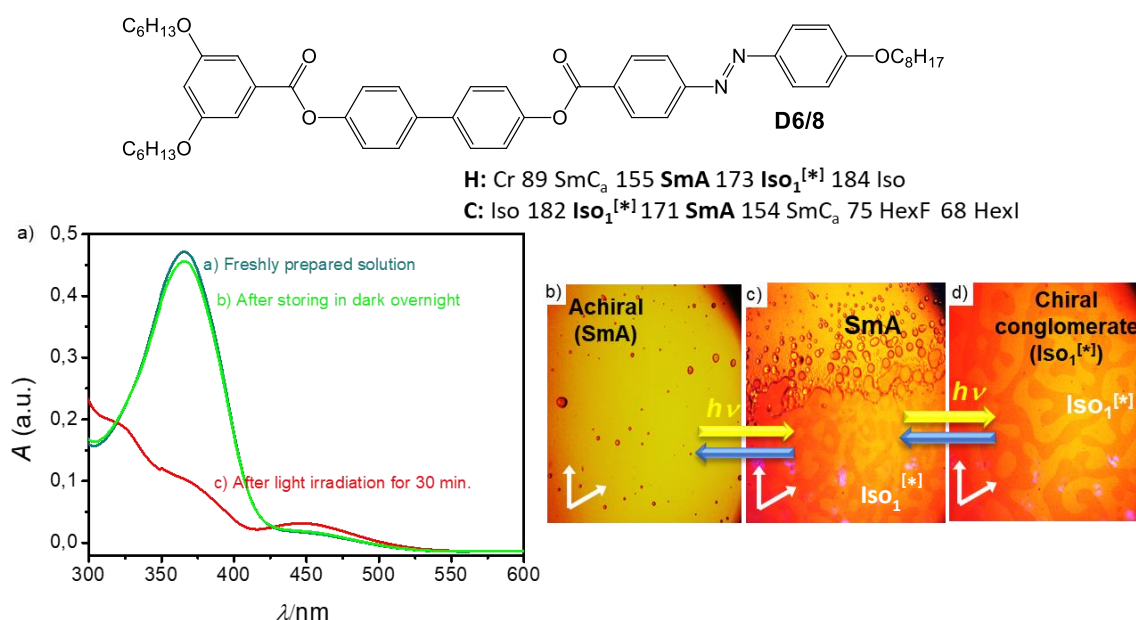 C₆H₁₃O
O
O
N
N
OC₈H₁₇
O
O
C₆H₁₃O
D6/8
H: Cr 89 SmCₐ 155 SmA 173 Iso₁[*] 184 Iso
C: Iso 182 Iso₁[*] 171 SmA 154 SmCₐ 75 HexF 68 HexI
a)
0,5
0,4
0,3
0,2
0,1
0,0
A (a.u.)
a) Freshly prepared solution
b) After storing in dark overnight
c) After light irradiation for 30 min.
300 350 400 450 500 550 600
λ/nm
b)
Achiral
(SmA)
hν
c)
SmA
Iso₁[*]
hν
d)
Chiral
conglomerate
(Iso₁[*])
Iso₁[*]